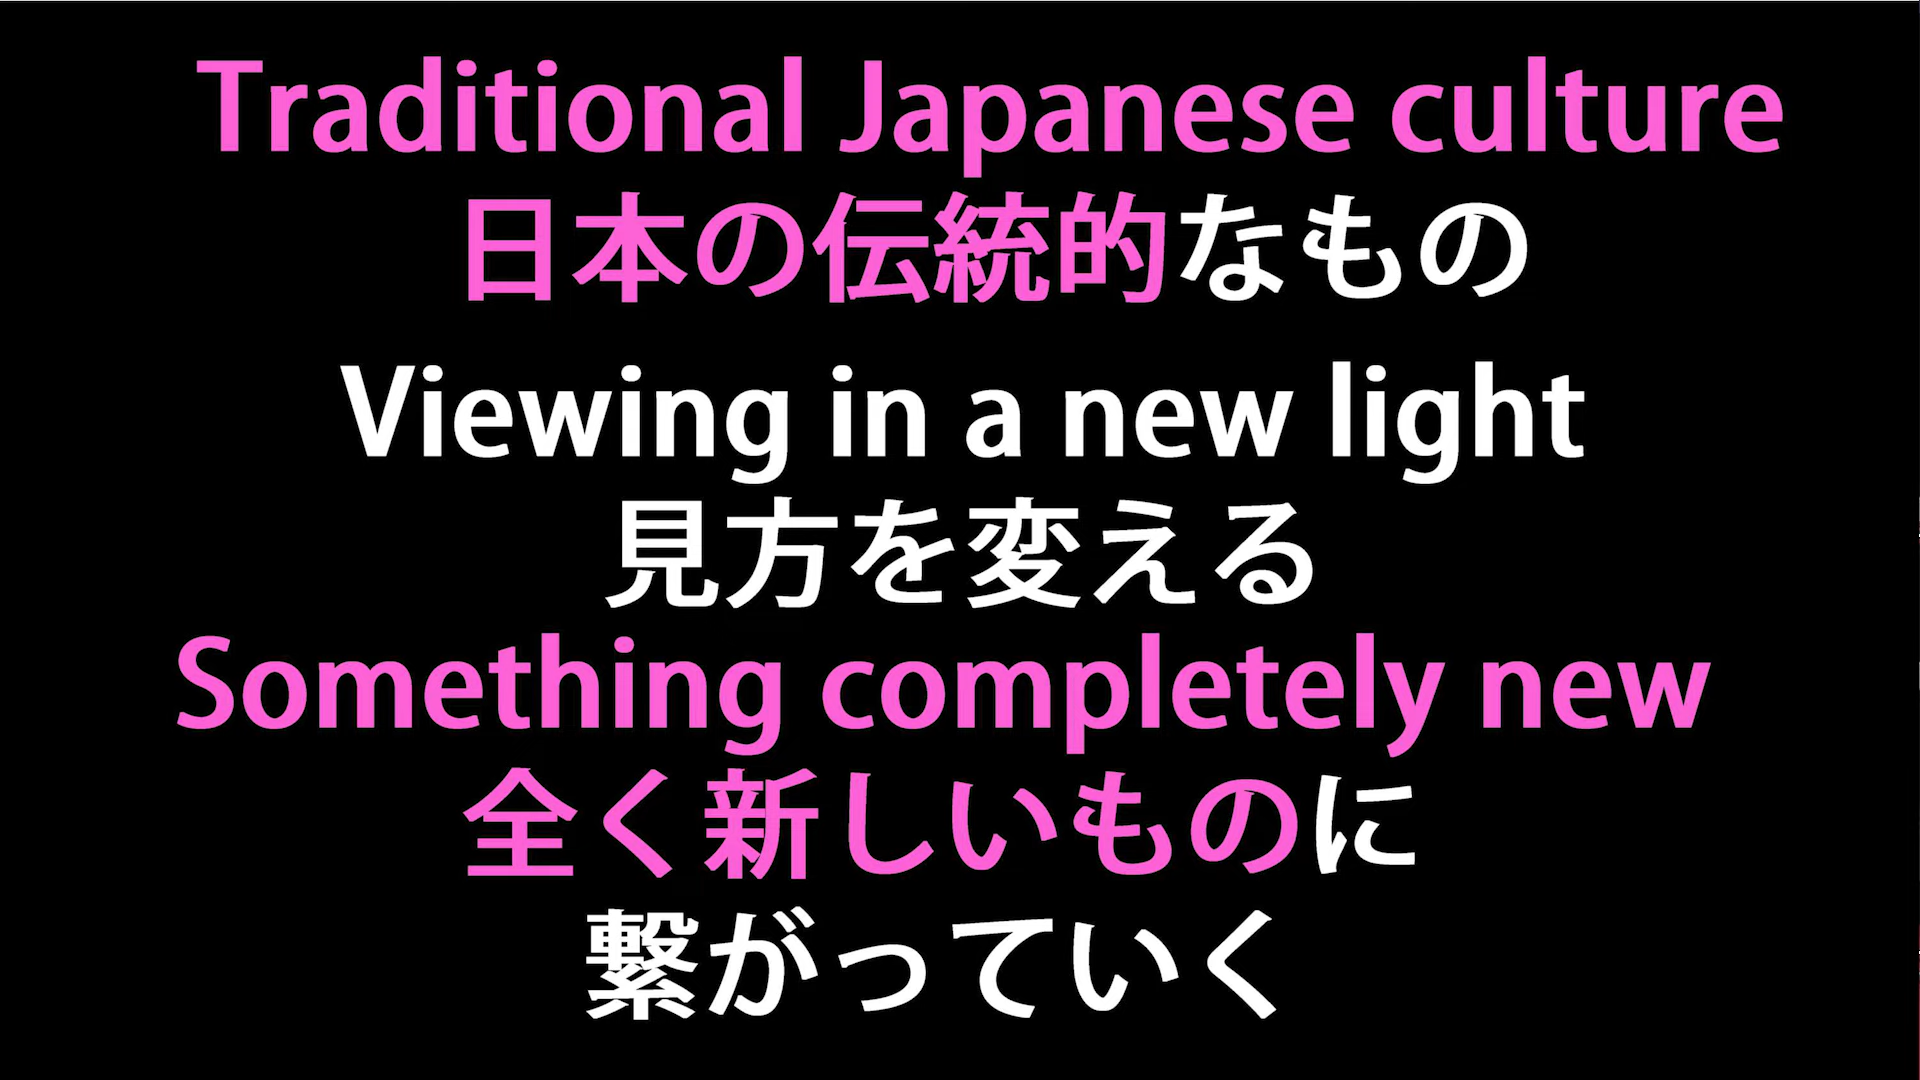 Traditional Japanese culture
日本の伝統的なもの
Viewing in a new light
見方を変える
Something completely new
全く新しいものに
繋がっていく